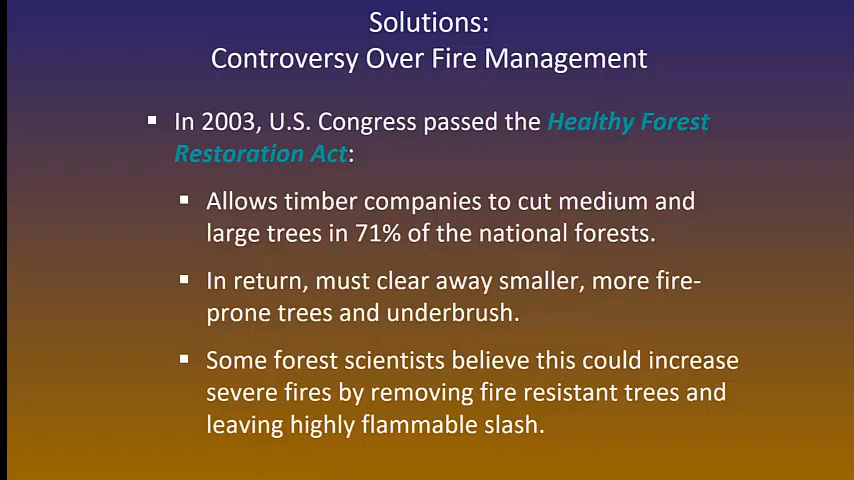 Solutions:
Controversy Over Fire Management
▪ In 2003, U.S. Congress passed the Healthy Forest
Restoration Act:
▪ Allows timber companies to cut medium and
large trees in 71% of the national forests.
▪ In return, must clear away smaller, more fire-
prone trees and underbrush.
▪ Some forest scientists believe this could increase
severe fires by removing fire resistant trees and
leaving highly flammable slash.